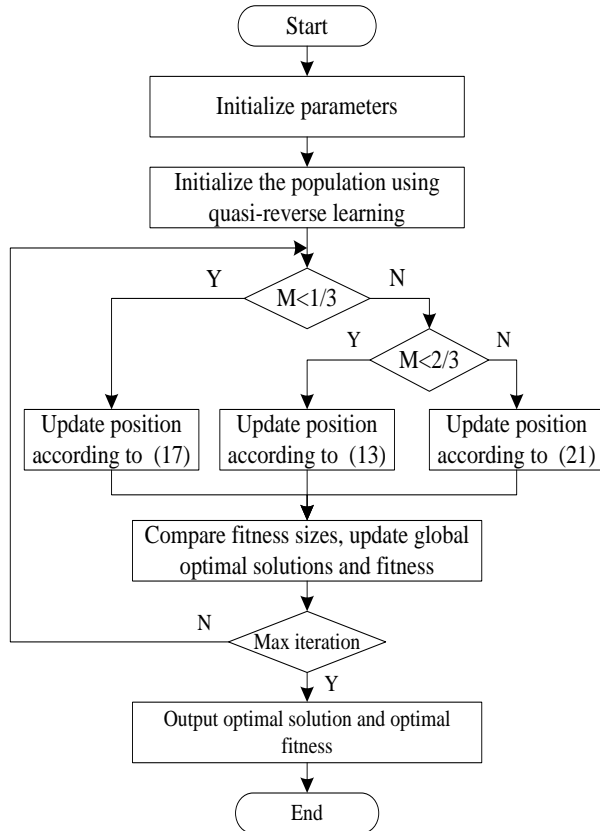 Start
Initialize parameters
Initialize the population using
quasi-reverse learning
Y
N
M<1/3
Y
N
M<2/3
Update position
according to (17)
Update position
according to (13)
Update position
according to (21)
Compare fitness sizes, update global
optimal solutions and fitness
N
Max iteration
Y
Output optimal solution and optimal
fitness
End